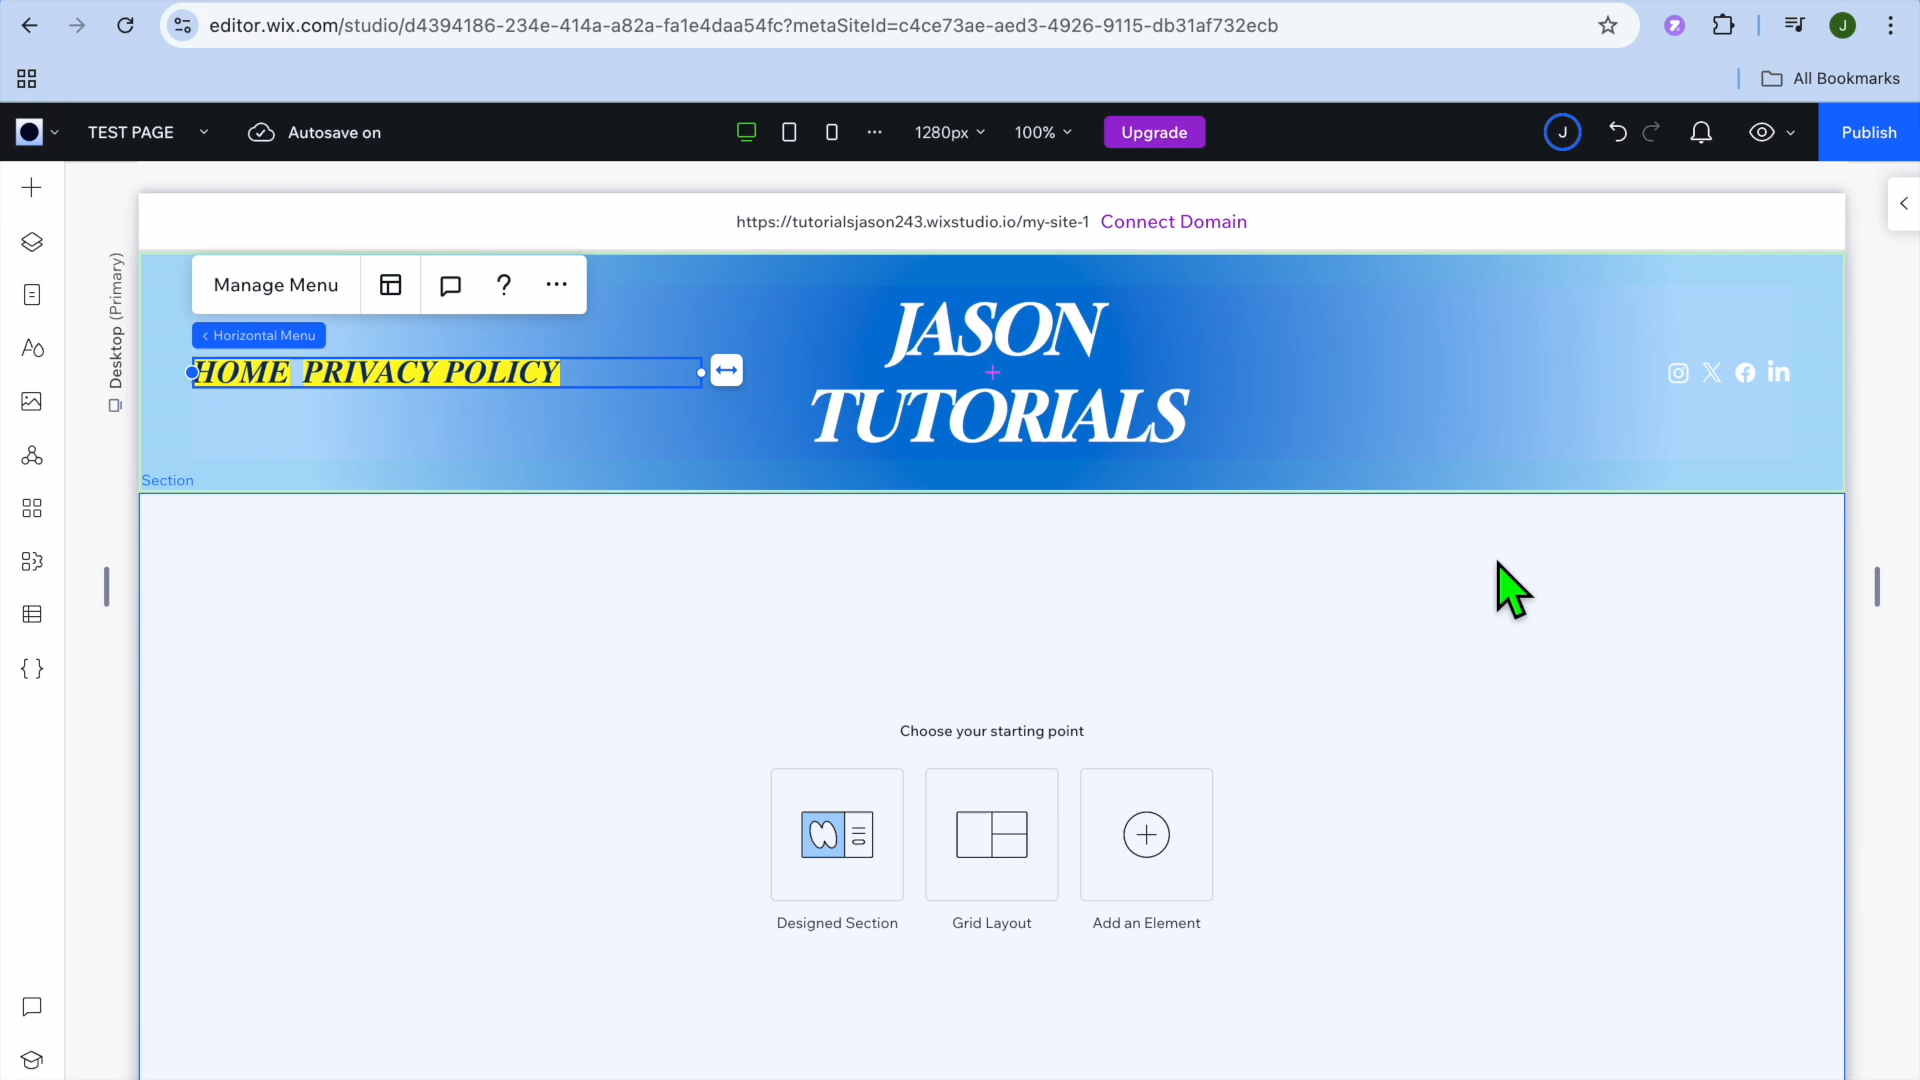 editor.wix.com/studio/d4394186-234e-414a-a82a-fa1e4daa54fc?metaSiteId=c4ce73ae-aed3-4926-9115-db31af732ecb
J
All Bookmarks
TEST PAGE
Autosave on
1280px
100%
Upgrade
J
Publish
https://tutorialsjason243.wixstudio.io/my-site-1 Connect Domain
Desktop (Primary)
Manage Menu
?
Horizontal Menu
HOME PRIVACY POLICY
JASON
TUTORIALS
Section
Choose your starting point
Designed Section
Grid Layout
Add an Element